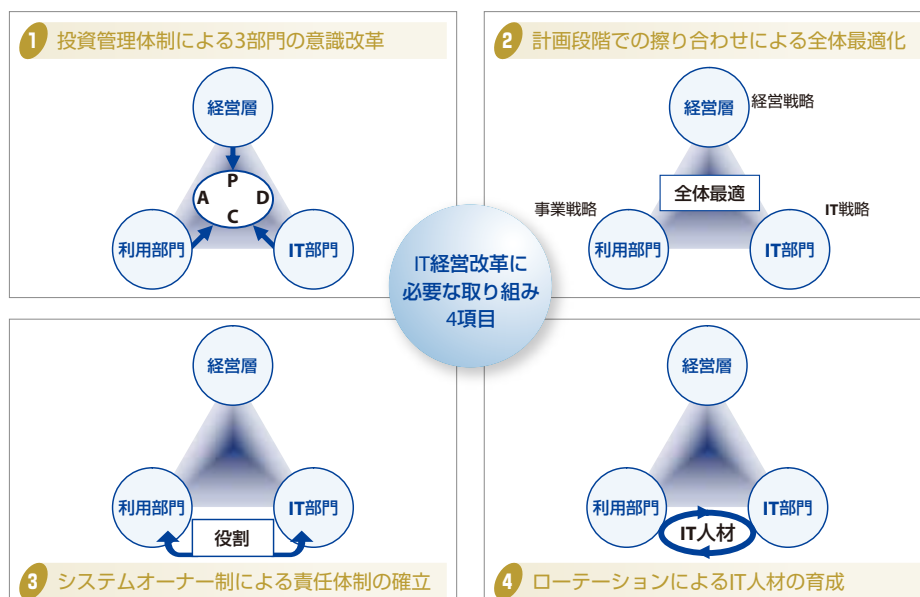 1 投資管理体制による3部門の意識改革
経営層
P
A D
C
利用部門 IT部門
2 計画段階での擦り合わせによる全体最適化
経営層 経営戦略
全体最適
事業戦略 IT戦略
利用部門 IT部門
IT経営改革に
必要な取り組み
4項目
経営層
利用部門 IT部門
役割
3 システムオーナー制による責任体制の確立
経営層
利用部門 IT部門
IT人材
4 ローテーションによるIT人材の育成